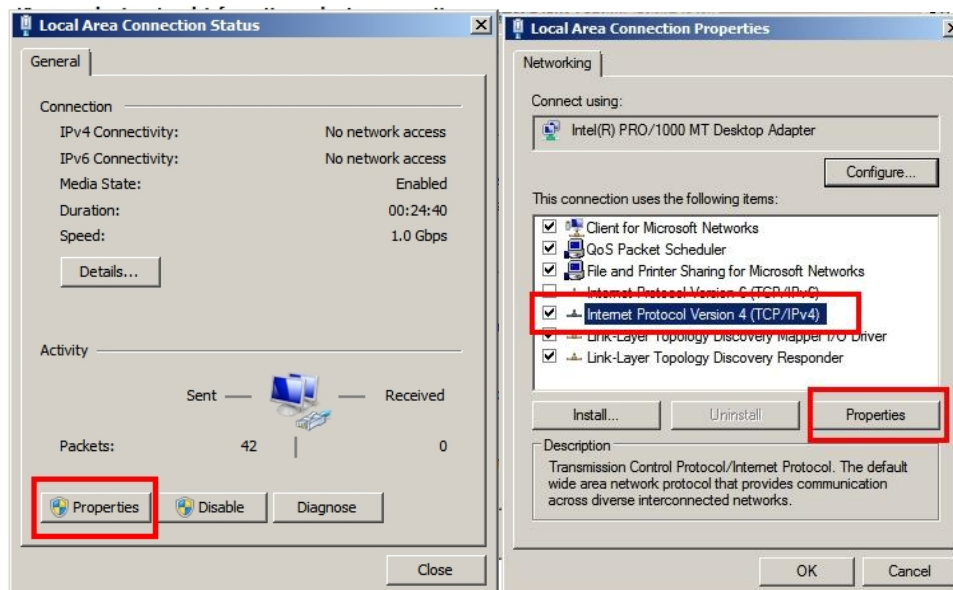 Local Area Connection Status
General
Connection
IPv4 Connectivity: No network access
IPv6 Connectivity: No network access
Media State: Enabled
Duration: 00:24:40
Speed: 1.0 Gbps
Details...
Activity
Sent Received
Packets: 42 0
Properties Disable Diagnose
Close
Local Area Connection Properties
Networking
Connect using:
Intel(R) PRO/1000 MT Desktop Adapter
Configure...
This connection uses the following items:
Client for Microsoft Networks
QoS Packet Scheduler
File and Printer Sharing for Microsoft Networks
Internet Protocol Version 6 (TCP/IPv6)
Internet Protocol Version 4 (TCP/IPv4)
Link-Layer Topology Discovery Mapper I/O Driver
Link-Layer Topology Discovery Responder
Install... Uninstall Properties
Description
Transmission Control Protocol/Internet Protocol. The default
wide area network protocol that provides communication
across diverse interconnected networks.
OK Cancel